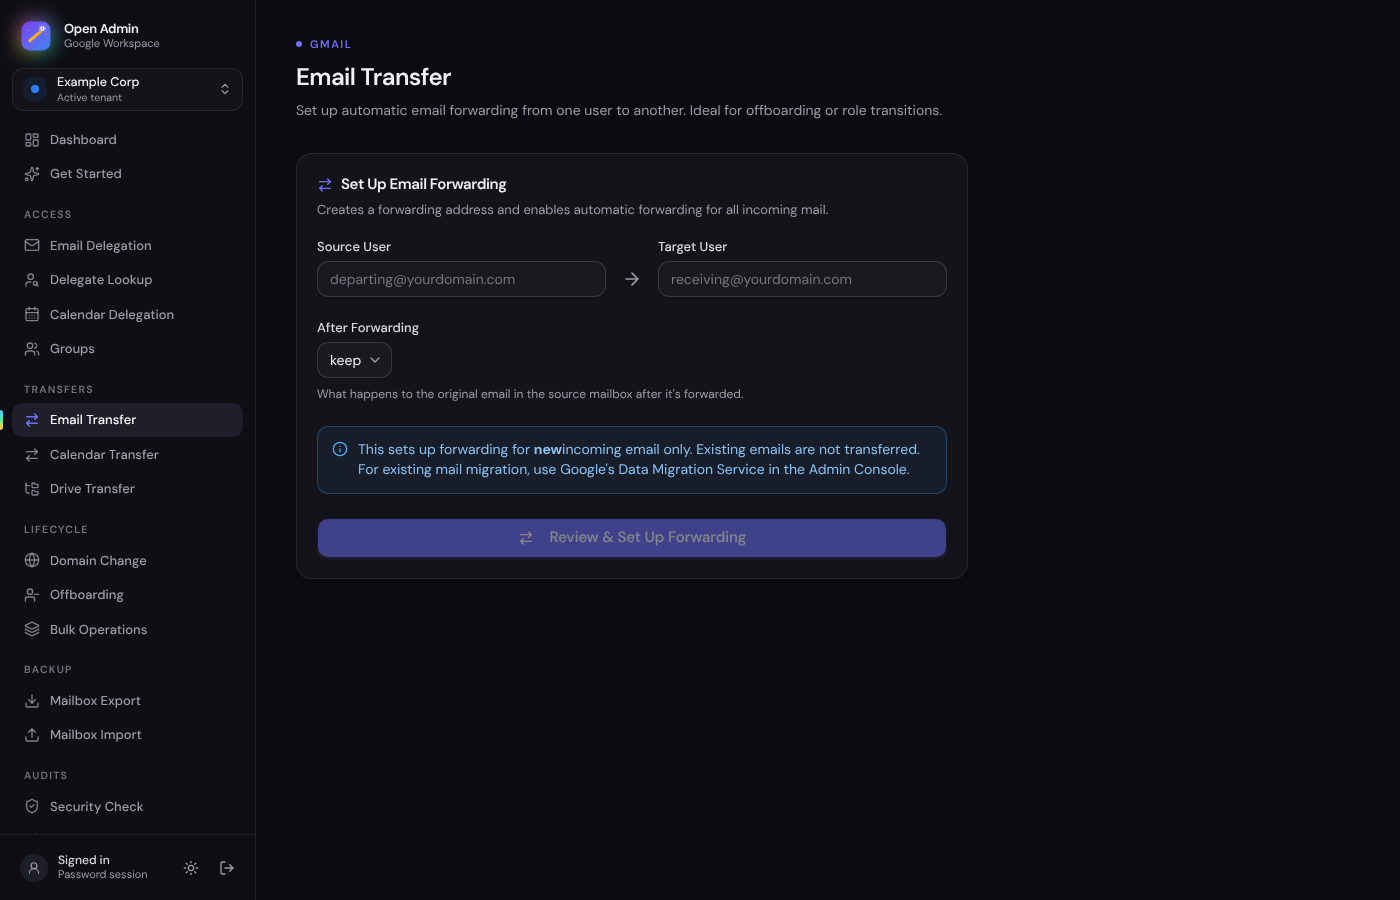 Open Admin
Google Workspace
Example Corp
Active tenant
Dashboard
Get Started
ACCESS
Email Delegation
Delegate Lookup
Calendar Delegation
Groups
TRANSFERS
Email Transfer
Calendar Transfer
Drive Transfer
LIFECYCLE
Domain Change
Offboarding
Bulk Operations
BACKUP
Mailbox Export
Mailbox Import
AUDITS
Security Check
Signed in
Password session
GMAIL
Email Transfer
Set up automatic email forwarding from one user to another. Ideal for offboarding or role transitions.
Set Up Email Forwarding
Creates a forwarding address and enables automatic forwarding for all incoming mail.
Source User
Target User
departing@yourdomain.com
receiving@yourdomain.com
After Forwarding
keep
What happens to the original email in the source mailbox after it's forwarded.
This sets up forwarding for newincoming email only. Existing emails are not transferred.
For existing mail migration, use Google's Data Migration Service in the Admin Console.
Review & Set Up Forwarding